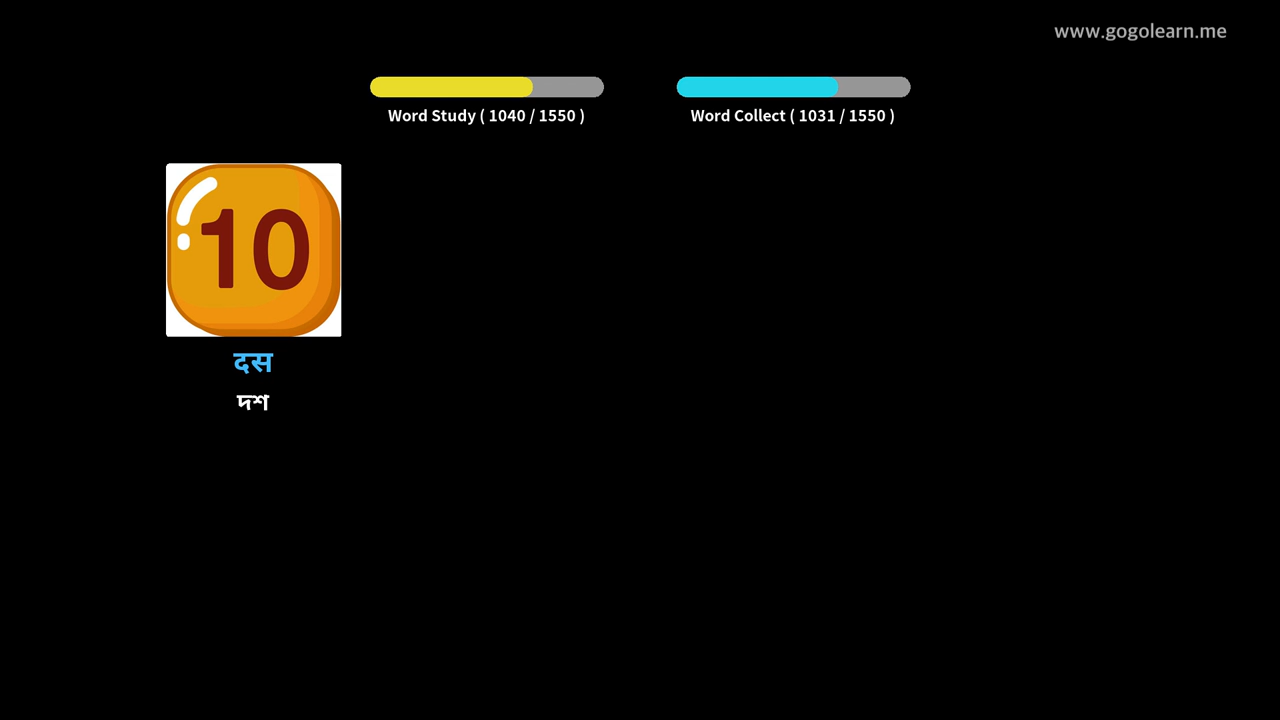 www.gogolearn.me
Word Study ( 1040 / 1550 )
Word Collect ( 1031 / 1550 )
10
दस
দশ